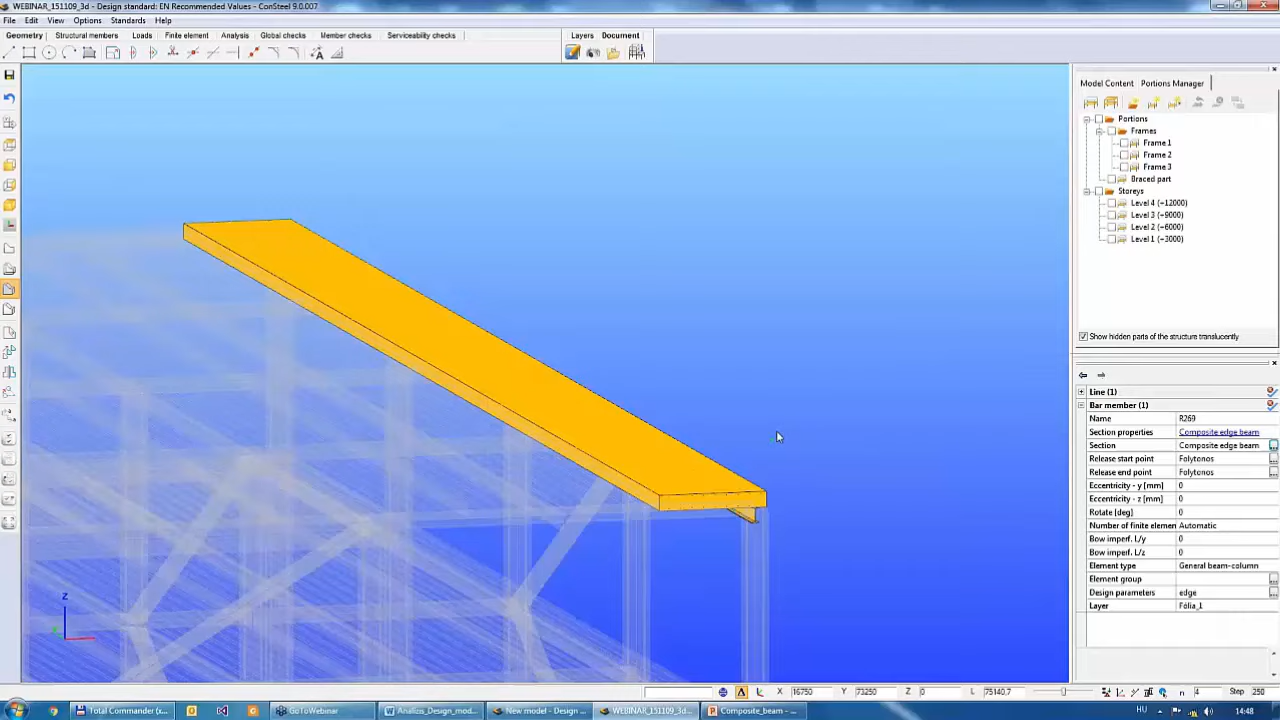 WEBINAR_151109_3d - Design standard: EN Recommended Values - ConSteel 9.0.007
File Edit View Options Standards Help
Geometry Structural members Loads Finite element Analysis Global checks Member checks Serviceability checks Layers Document
Model Content Portions Manager
Portions
Frames
Frame 1
Frame 2
Frame 3
Braced part
Storeys
Level 4 (+12000)
Level 3 (+9000)
Level 2 (+6000)
Level 1 (+3000)
Show hidden parts of the structure translucently
Line (1)
Bar member (1)
Name R269
Section properties Composite edge beam
Section Composite edge beam
Release start point Folytonos
Release end point Folytonos
Eccentricity - y [mm] 0
Eccentricity - z [mm] 0
Rotate [deg] 0
Number of finite elemen Automatic
Bow imperf. L/y 0
Bow imperf. L/z 0
Element type General beam-column
Element group
Design parameters edge
Layer Fólia_1
z
X 16750 Y 73250 Z 0 L 75140,7 n 4 Step 250
Total Commander (x... GoToWebinar Analizis_Design_mod... New model - Design ... WEBINAR_151109_3d... Composite_beam - ... HU 14:48